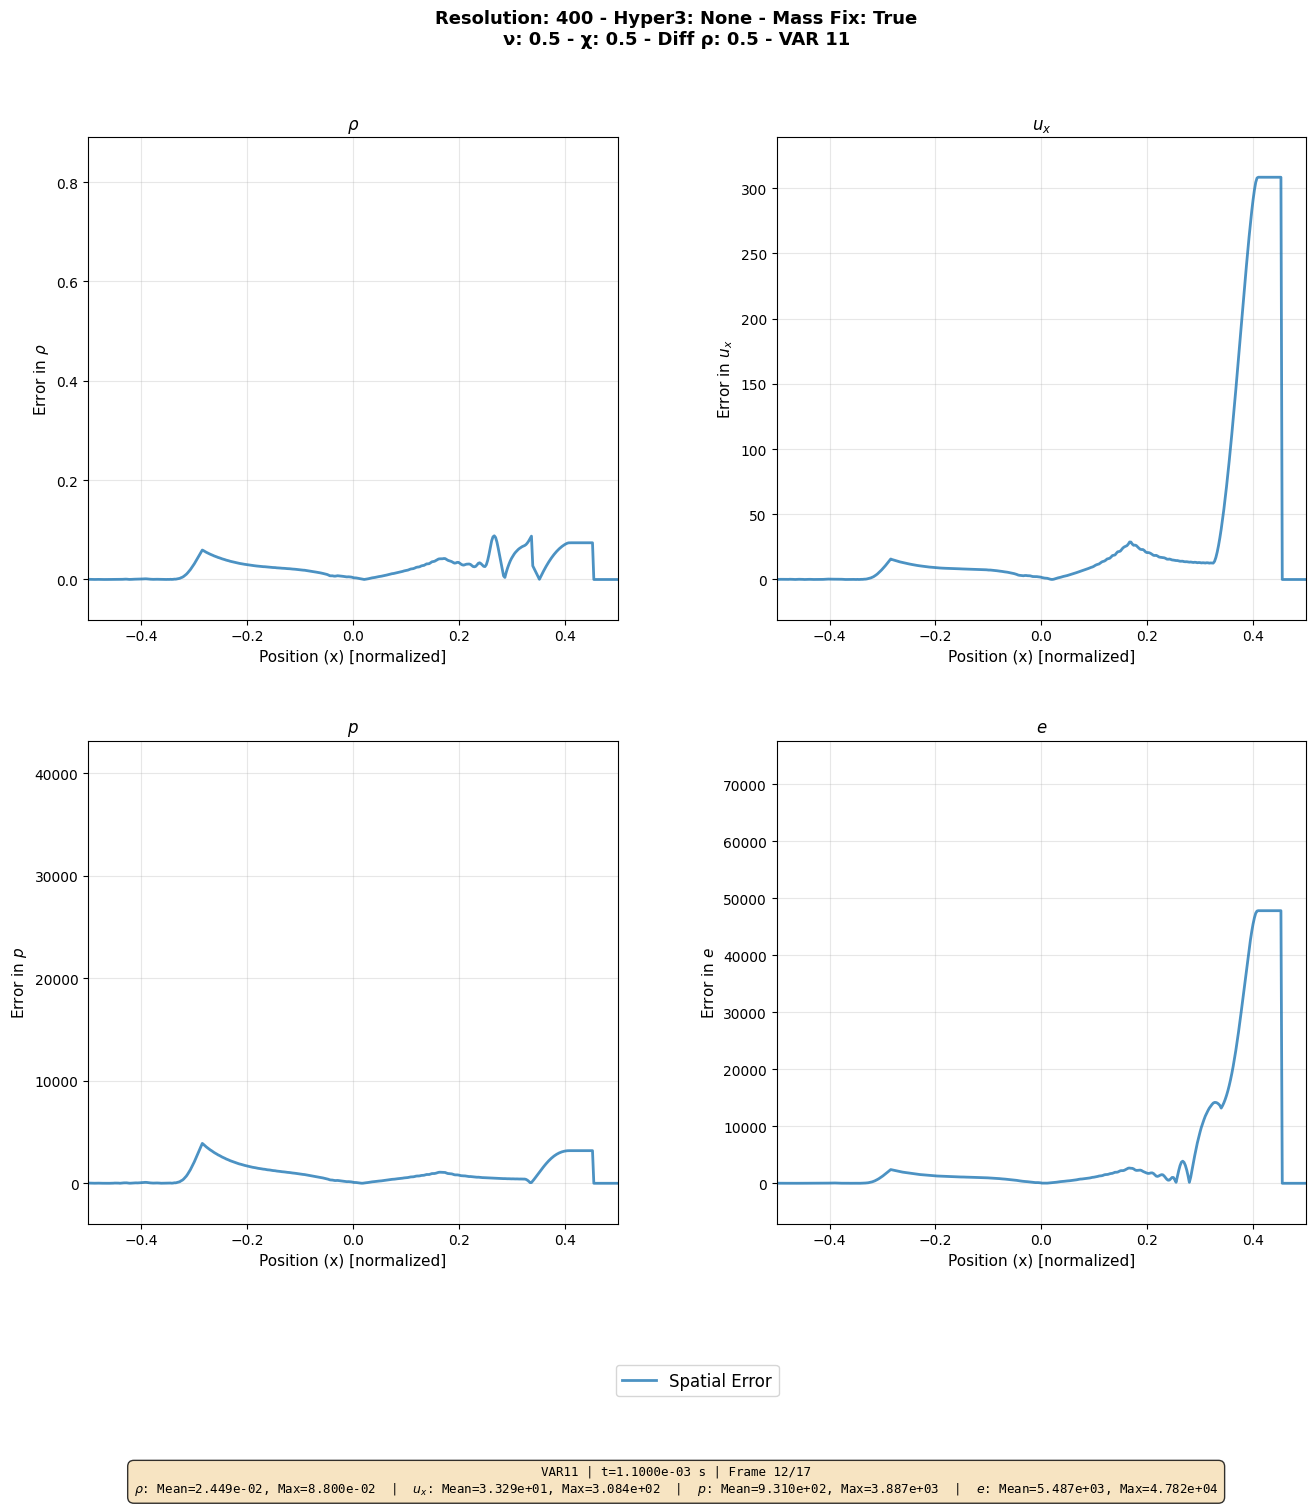 Resolution: 400 - Hyper3: None - Mass Fix: True
ν: 0.5 - χ: 0.5 - Diff ρ: 0.5 - VAR 11
ρ
Error in ρ
0.8
0.6
0.4
0.2
0.0
−0.4 −0.2 0.0 0.2 0.4
Position (x) [normalized]
u_x
Error in u_x
300
250
200
150
100
50
0
−0.4 −0.2 0.0 0.2 0.4
Position (x) [normalized]
p
Error in p
40000
30000
20000
10000
0
−0.4 −0.2 0.0 0.2 0.4
Position (x) [normalized]
e
Error in e
70000
60000
50000
40000
30000
20000
10000
0
−0.4 −0.2 0.0 0.2 0.4
Position (x) [normalized]
Spatial Error
VAR11 | t=1.1000e-03 s | Frame 12/17
ρ: Mean=2.449e-02, Max=8.800e-02 | u_x: Mean=3.329e+01, Max=3.084e+02 | p: Mean=9.310e+02, Max=3.887e+03 | e: Mean=5.487e+03, Max=4.782e+04